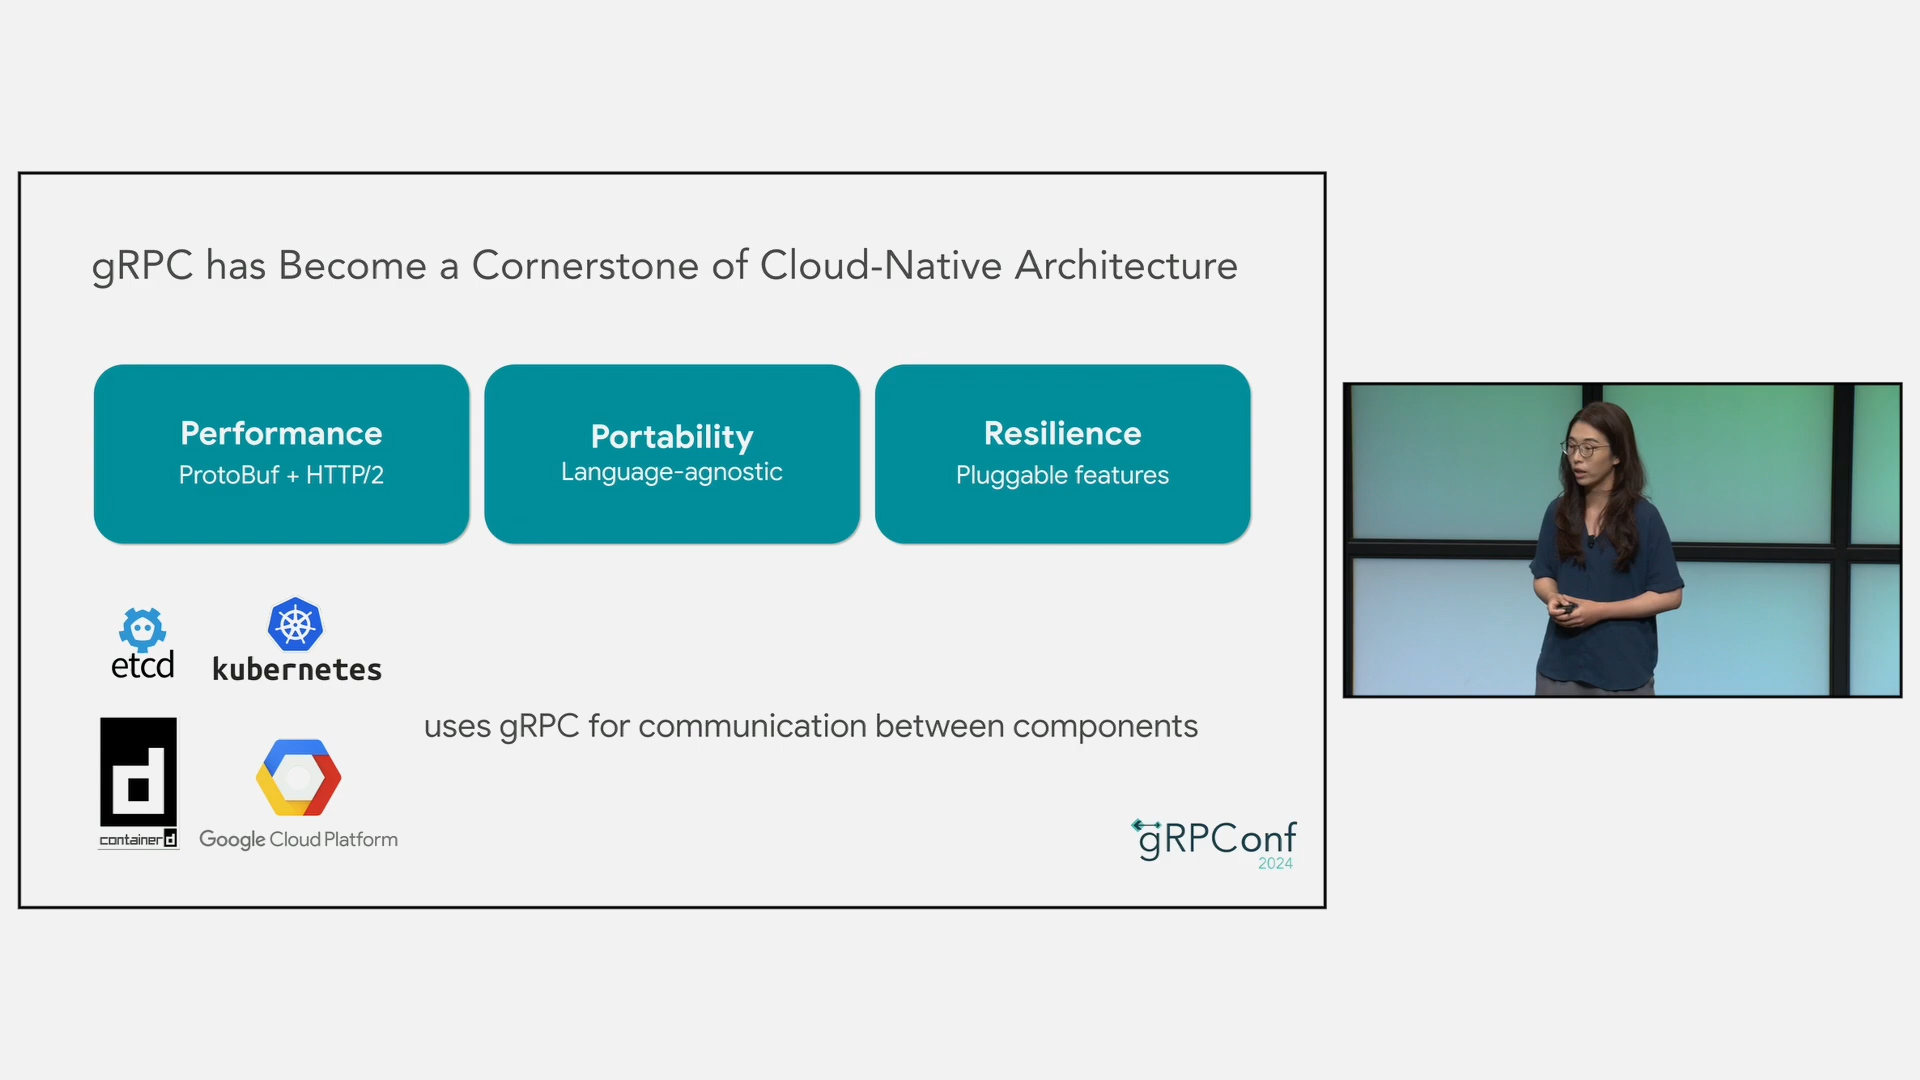 gRPC has Become a Cornerstone of Cloud-Native Architecture
Performance
ProtoBuf + HTTP/2
Portability
Language-agnostic
Resilience
Pluggable features
etcd
kubernetes
uses gRPC for communication between components
containerd
Google Cloud Platform
gRPConf
2024